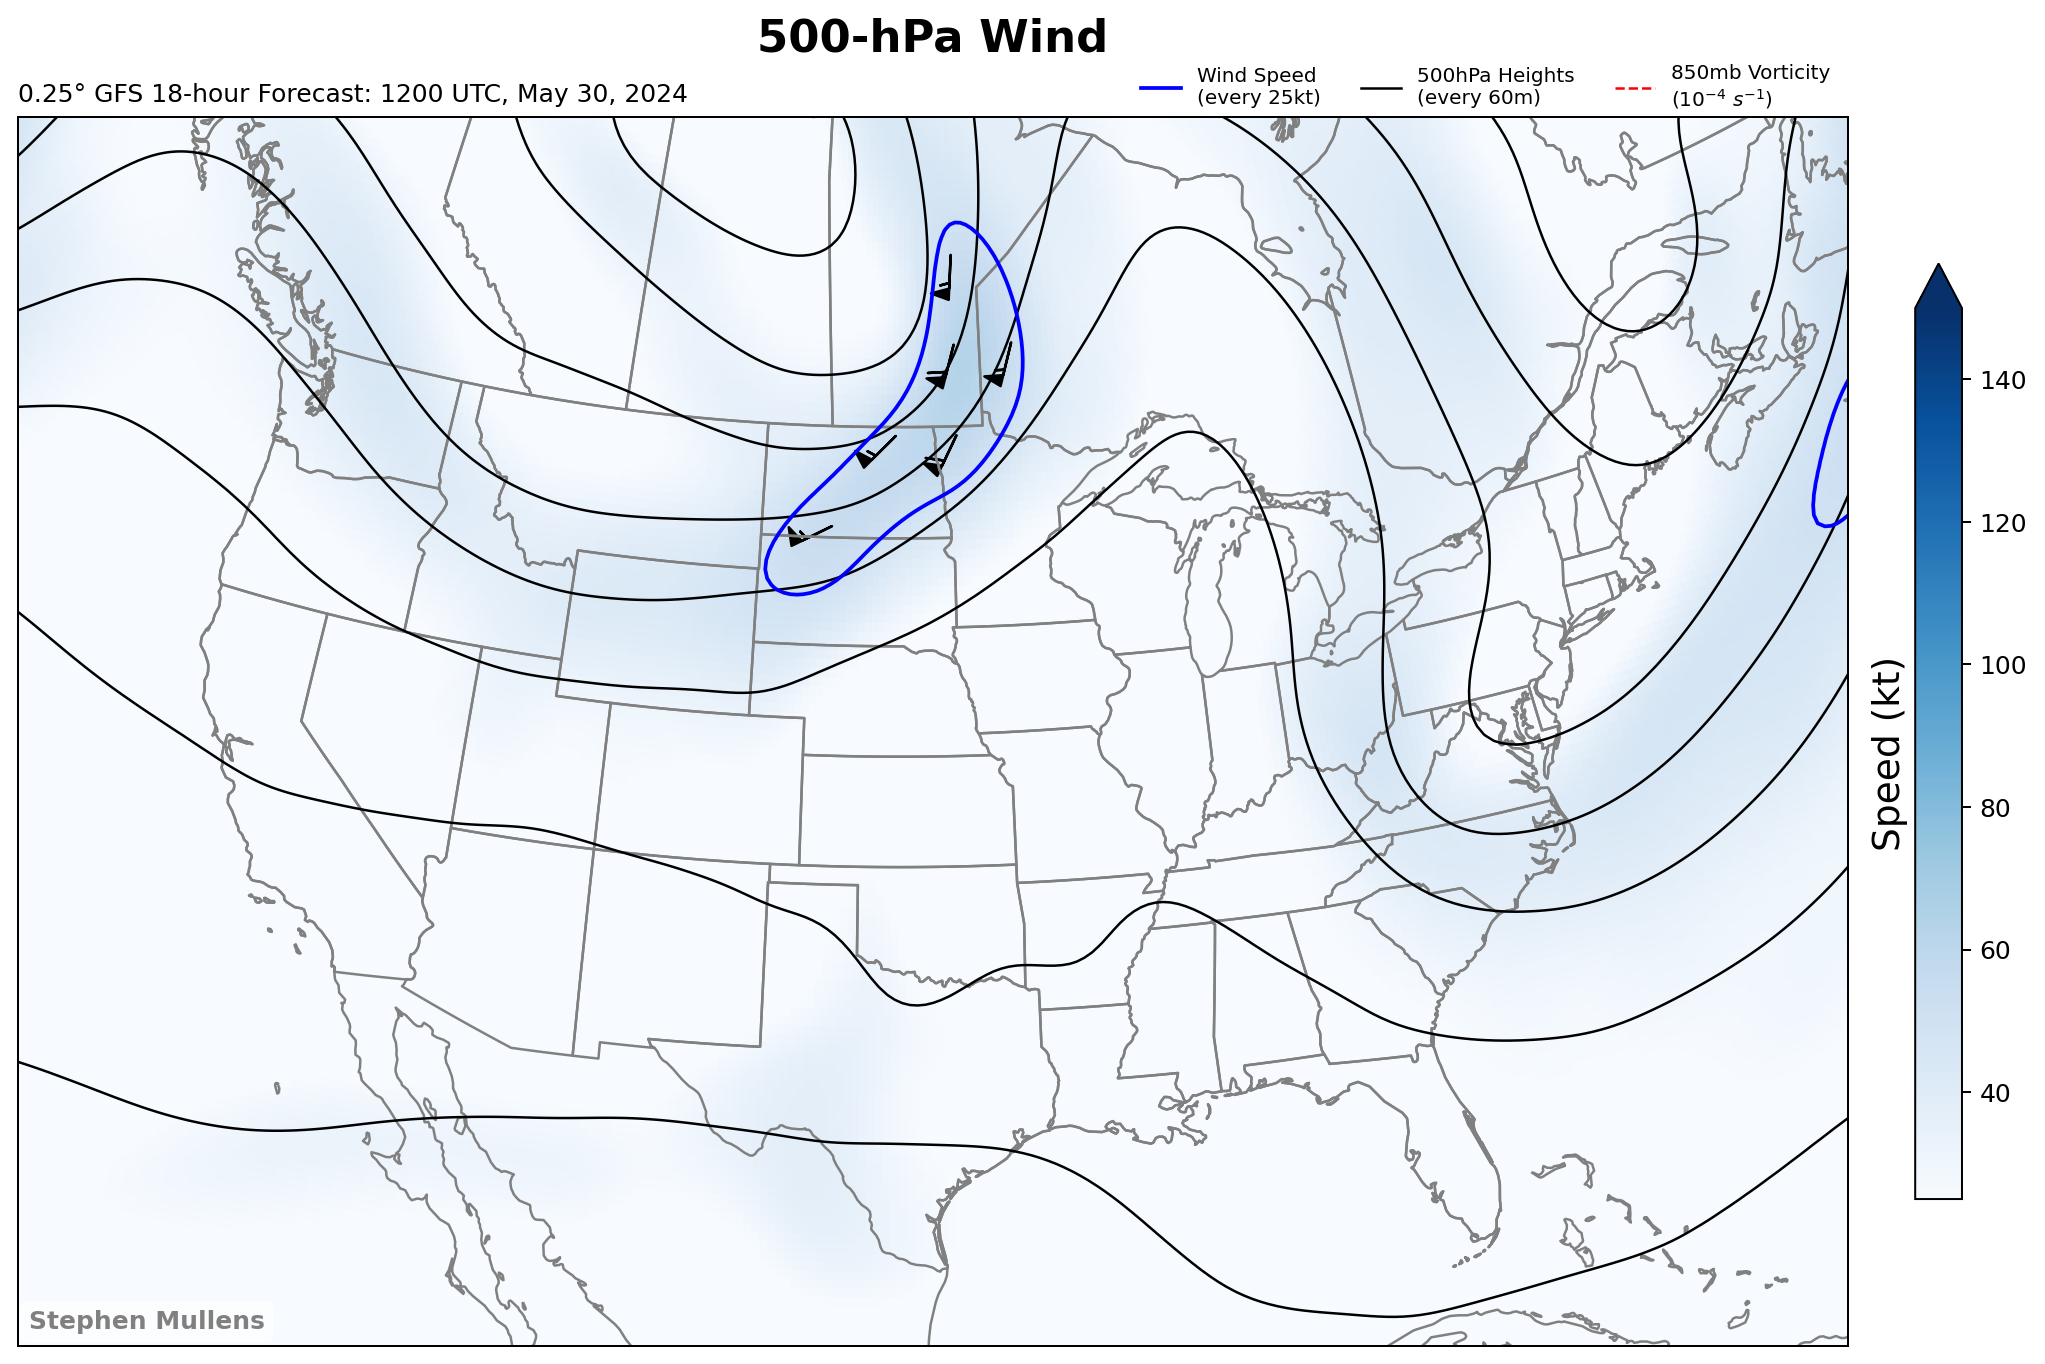 500-hPa Wind
0.25° GFS 18-hour Forecast: 1200 UTC, May 30, 2024
Wind Speed
(every 25kt)
500hPa Heights
(every 60m)
850mb Vorticity
(10⁻⁴ s⁻¹)
140
120
100
80
60
40
Speed (kt)
Stephen Mullens